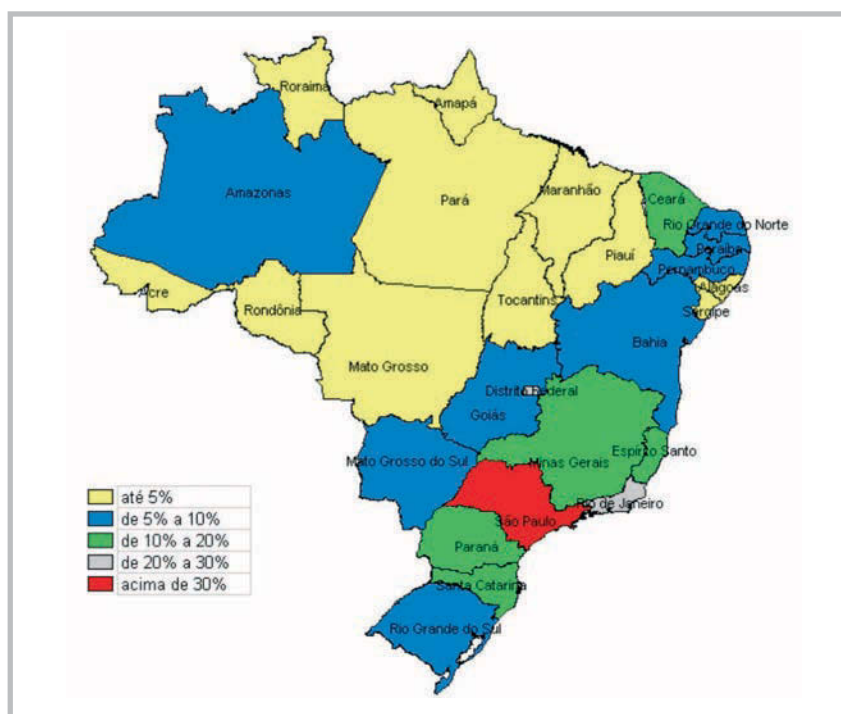 Roraima
Amapá
Amazonas
Pará
Maranhão
Ceará
Rio Grande do Norte
Paraíba
Piauí
Pernambuco
Acre
Rondônia
Tocantins
Alagoas
Sergipe
Mato Grosso
Bahia
Distrito Federal
Goiás
Mato Grosso do Sul
Minas Gerais
Espírito Santo
até 5%
de 5% a 10%
de 10% a 20%
de 20% a 30%
acima de 30%
Rio de Janeiro
São Paulo
Paraná
Santa Catarina
Rio Grande do Sul